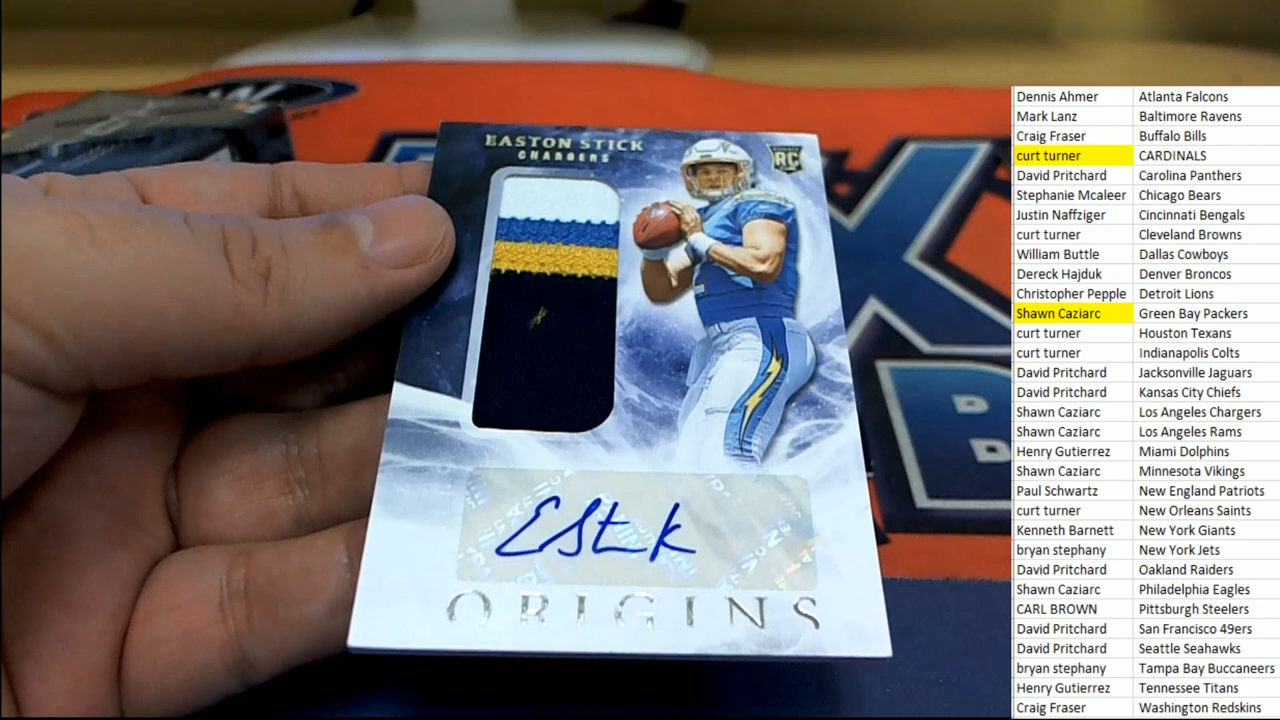 EASTON STICK
CHARGERS
RC
E Stick
ORIGINS
Dennis Ahmer Atlanta Falcons
Mark Lanz Baltimore Ravens
Craig Fraser Buffalo Bills
curt turner CARDINALS
David Pritchard Carolina Panthers
Stephanie Mcaleer Chicago Bears
Justin Naffziger Cincinnati Bengals
curt turner Cleveland Browns
William Buttle Dallas Cowboys
Dereck Hajduk Denver Broncos
Christopher Pepple Detroit Lions
Shawn Caziarc Green Bay Packers
curt turner Houston Texans
curt turner Indianapolis Colts
David Pritchard Jacksonville Jaguars
David Pritchard Kansas City Chiefs
Shawn Caziarc Los Angeles Chargers
Shawn Caziarc Los Angeles Rams
Henry Gutierrez Miami Dolphins
Shawn Caziarc Minnesota Vikings
Paul Schwartz New England Patriots
curt turner New Orleans Saints
Kenneth Barnett New York Giants
bryan stephany New York Jets
David Pritchard Oakland Raiders
Shawn Caziarc Philadelphia Eagles
CARL BROWN Pittsburgh Steelers
David Pritchard San Francisco 49ers
David Pritchard Seattle Seahawks
bryan stephany Tampa Bay Buccaneers
Henry Gutierrez Tennessee Titans
Craig Fraser Washington Redskins